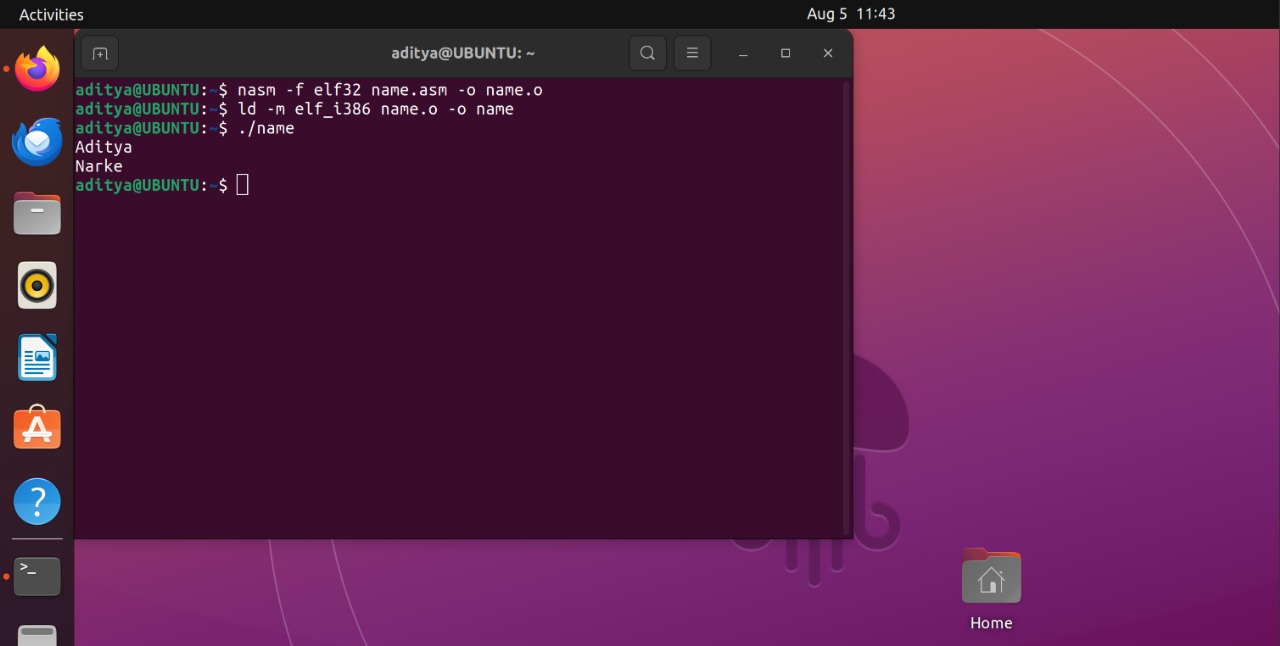 Activities
Aug 5 11:43
aditya@UBUNTU: ~
aditya@UBUNTU:~$ nasm -f elf32 name.asm -o name.o
aditya@UBUNTU:~$ ld -m elf_i386 name.o -o name
aditya@UBUNTU:~$ ./name
Aditya
Narke
aditya@UBUNTU:~$
Home